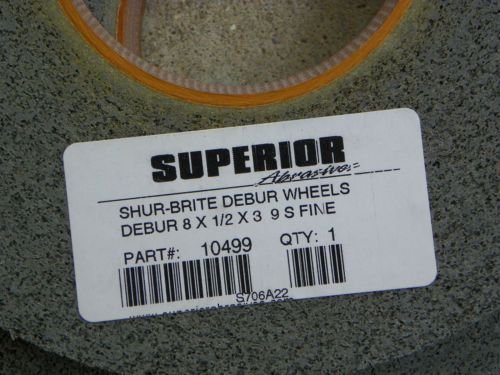 SUPERIOR
Abrasives
SHUR-BRITE DEBUR WHEELS
DEBUR 8 X 1/2 X 3 9 S FINE
PART#: 10499 QTY: 1
S706A22